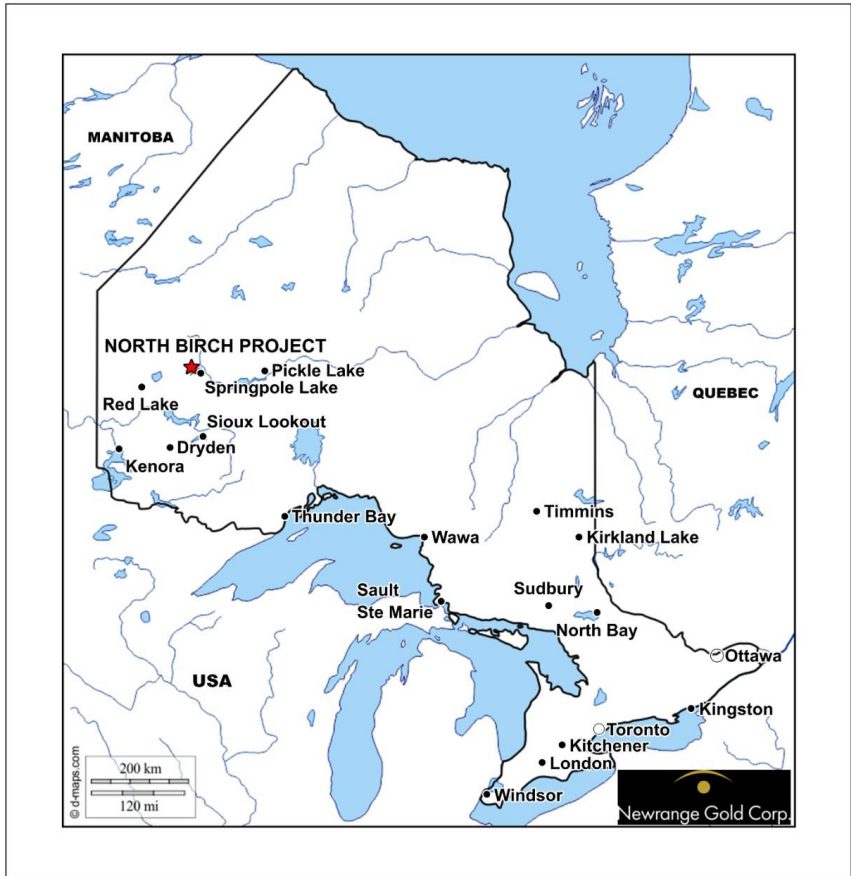 MANITOBA
NORTH BIRCH PROJECT
Pickle Lake
Springpole Lake
Red Lake
QUEBEC
Sioux Lookout
Dryden
Kenora
Timmins
Thunder Bay
Wawa
Kirkland Lake
Sudbury
Sault
Ste Marie
North Bay
Ottawa
USA
Kingston
Toronto
Kitchener
London
Windsor
200 km
120 mi
© d-maps.com
Newrange Gold Corp.